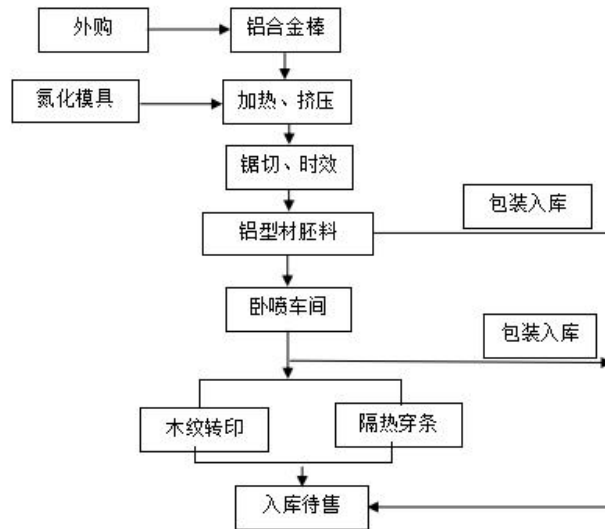 外购
铝合金棒
氮化模具
加热、挤压
锯切、时效
包装入库
铝型材胚料
卧喷车间
包装入库
木纹转印
隔热穿条
入库待售